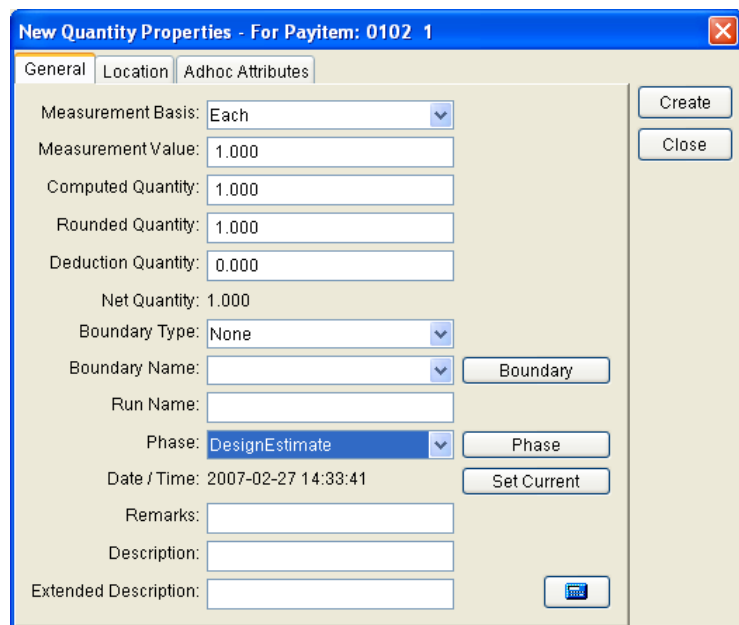 New Quantity Properties - For Payitem: 0102 1
General Location Adhoc Attributes
Create
Close
Measurement Basis: Each
Measurement Value: 1.000
Computed Quantity: 1.000
Rounded Quantity: 1.000
Deduction Quantity: 0.000
Net Quantity: 1.000
Boundary Type: None
Boundary Name: Boundary
Run Name:
Phase: DesignEstimate Phase
Date / Time: 2007-02-27 14:33:41 Set Current
Remarks:
Description:
Extended Description: